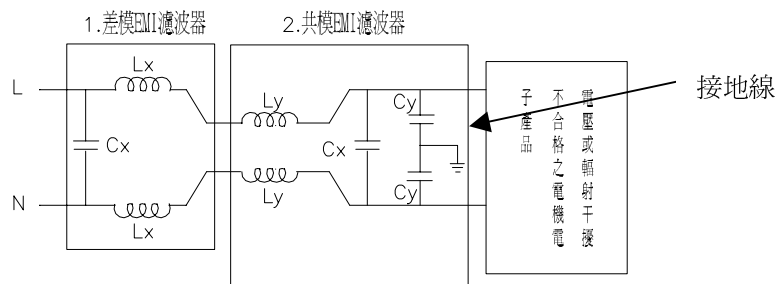 1.差模EMI濾波器
2.共模EMI濾波器
Lx
L
Ly
Cy
接地線
電壓或輻射干擾
不合格之電機電
子產品
Cx
Cx
N
Lx
Ly
Cy